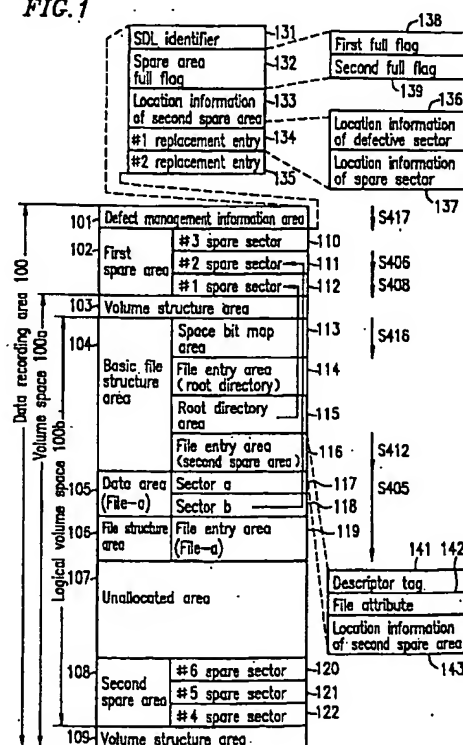 FIG. 1
SDL identifier
131
Spare area
full flag
132
Location information
of second spare area
133
#1 replacement entry
134
#2 replacement entry
135
138
First full flag
Second full flag
139
136
Location information
of defective sector
Location information
of spare sector
137
Data recording area 100
Volume space 100a
Logical volume space 100b
101
Defect management information area
S417
102
First
spare area
#3 spare sector
110
#2 spare sector
111
S406
#1 spare sector
112
S408
103
Volume structure area
104
Basic file
structure
area
Space bit map
area
113
S416
File entry area
(root directory)
114
Root directory
area
115
File entry area
(second spare area)
116
S412
105
Data area
(File-a)
Sector a
117
S405
Sector b
118
106
File structure
area
File entry area
(File-a)
119
107
Unallocated area
141
142
Descriptor tag
File attribute
Location information
of second spare area
143
108
Second
spare area
#6 spare sector
120
#5 spare sector
121
#4 spare sector
122
109
Volume structure area